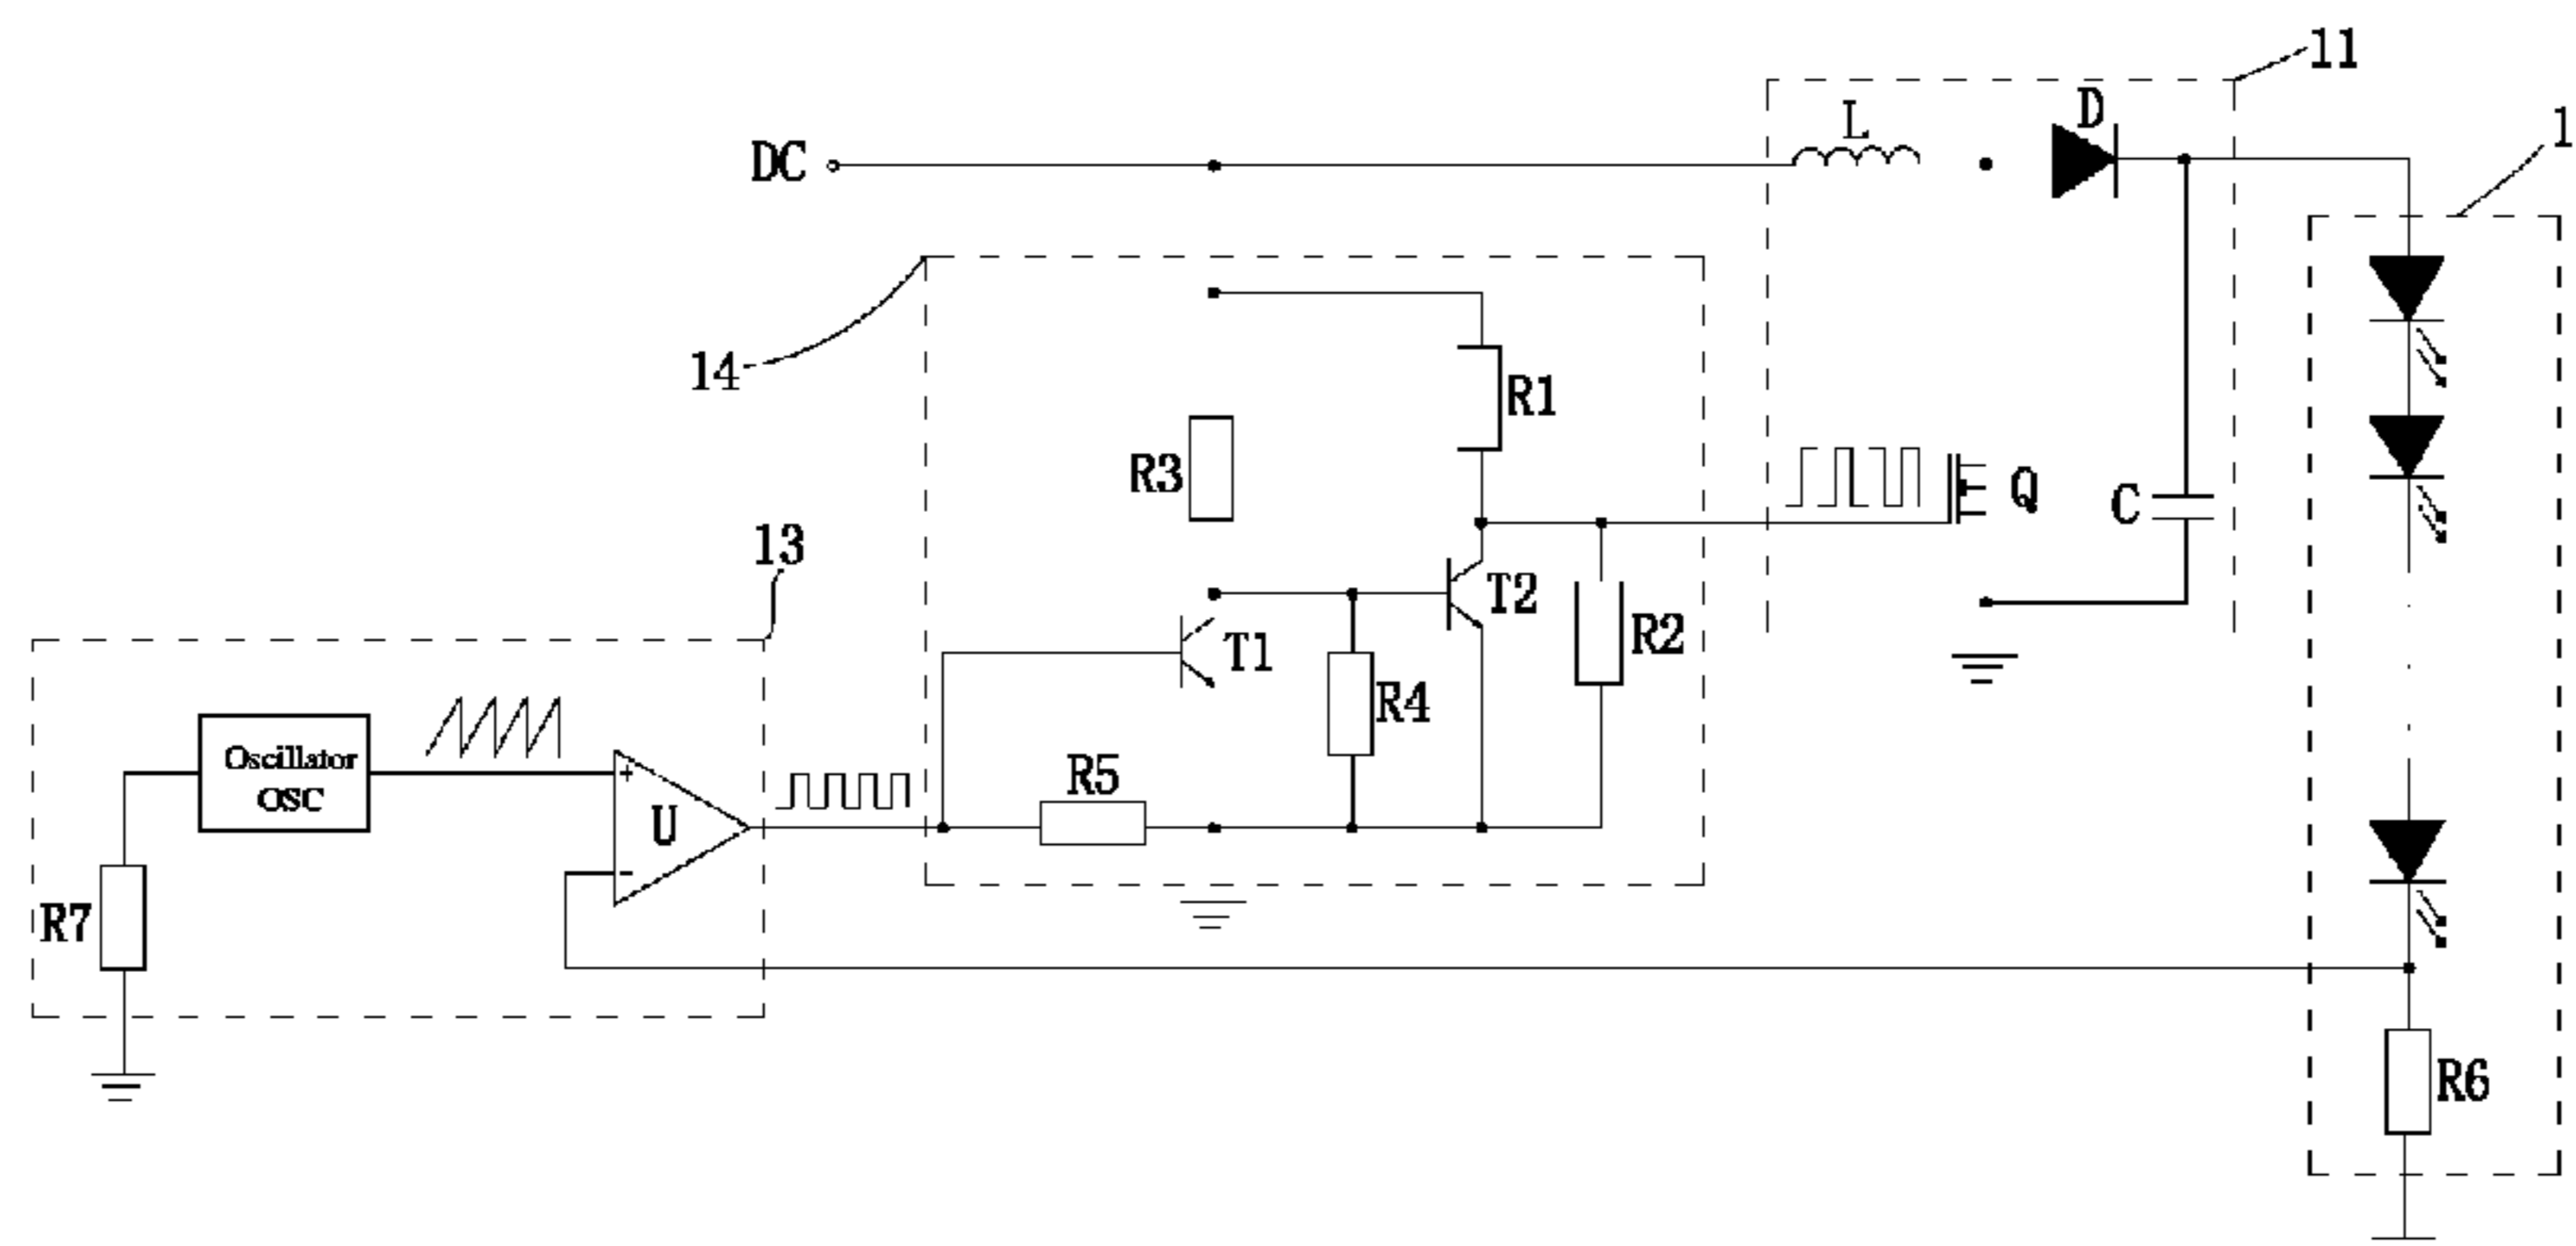 11
D
L
1
DC
14
R1
R3
Q
C
13
T2
T1
R2
R4
Oscillator
OSC
+
R5
U
-
R7
R6